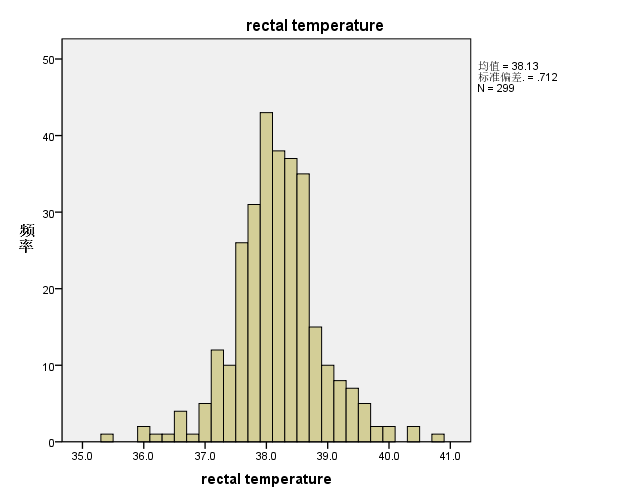 rectal temperature
均值 = 38.13
标准偏差. = .712
N = 299
50
40
30
20
10
0
频率
35.0 36.0 37.0 38.0 39.0 40.0 41.0
rectal temperature